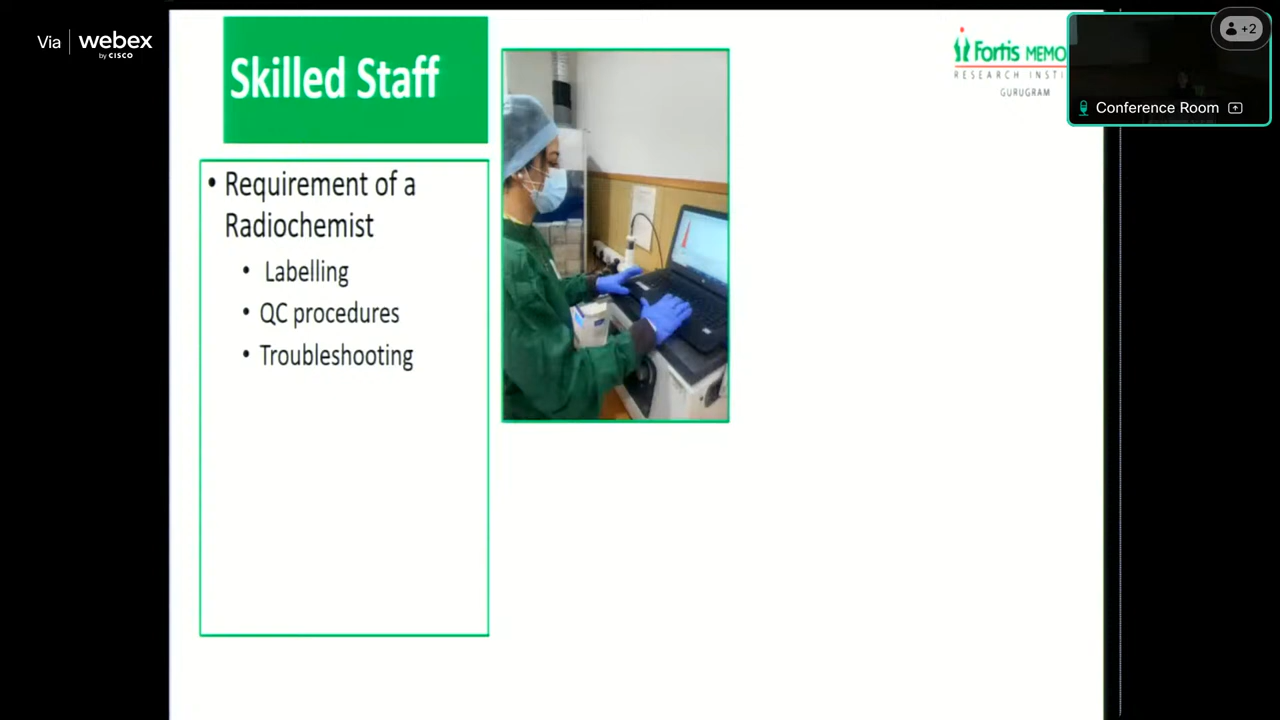 Via webex
by CISCO
Skilled Staff
• Requirement of a
Radiochemist
• Labelling
• QC procedures
• Troubleshooting
Fortis MEMO
RESEARCH INSTI
GURUGRAM
+2
Conference Room